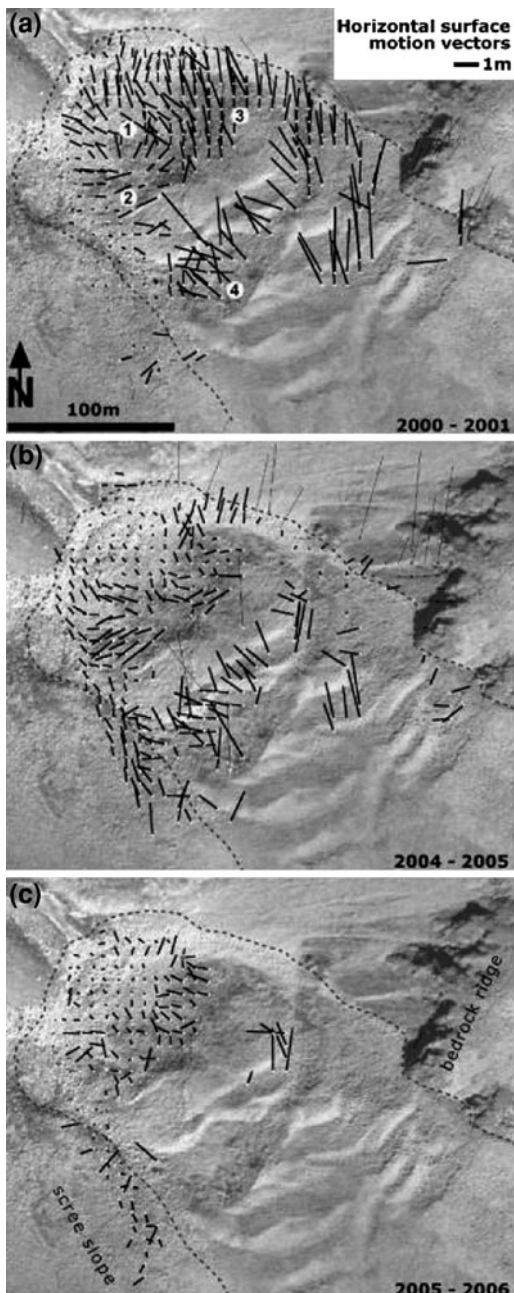 (a)
Horizontal surface
motion vectors
1m
1
3
2
4
N
100m
2000 - 2001
(b)
2004 - 2005
(c)
bedrock ridge
scree slope
2005 - 2006